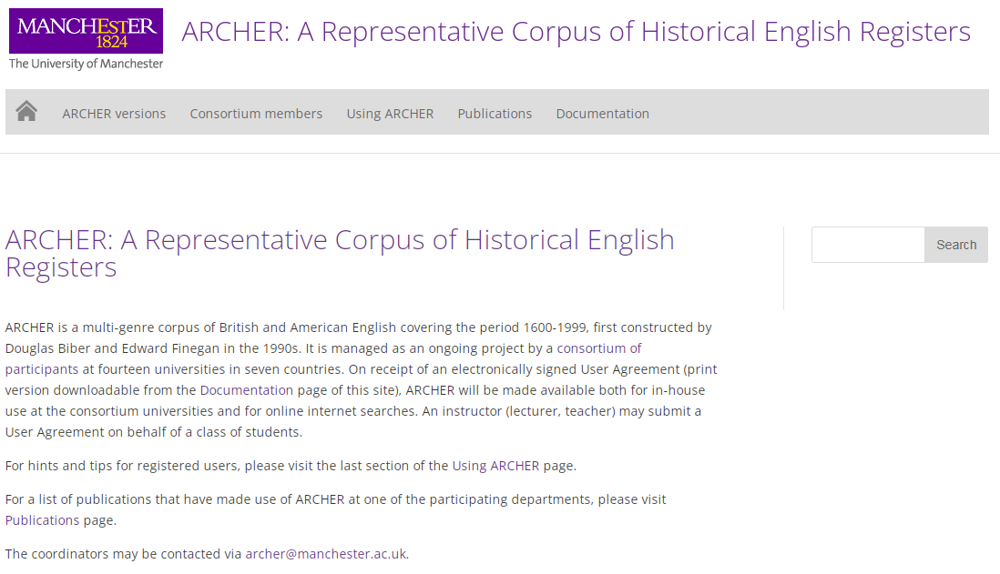 MANCHESTER
1824
The University of Manchester
ARCHER: A Representative Corpus of Historical English Registers
ARCHER versions Consortium members Using ARCHER Publications Documentation
ARCHER: A Representative Corpus of Historical English
Registers
Search
ARCHER is a multi-genre corpus of British and American English covering the period 1600-1999, first constructed by
Douglas Biber and Edward Finegan in the 1990s. It is managed as an ongoing project by a consortium of
participants at fourteen universities in seven countries. On receipt of an electronically signed User Agreement (print
version downloadable from the Documentation page of this site), ARCHER will be made available both for in-house
use at the consortium universities and for online internet searches. An instructor (lecturer, teacher) may submit a
User Agreement on behalf of a class of students.
For hints and tips for registered users, please visit the last section of the Using ARCHER page.
For a list of publications that have made use of ARCHER at one of the participating departments, please visit
Publications page.
The coordinators may be contacted via archer@manchester.ac.uk.